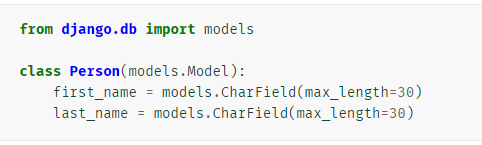 from django.db import models

class Person(models.Model):
    first_name = models.CharField(max_length=30)
    last_name = models.CharField(max_length=30)